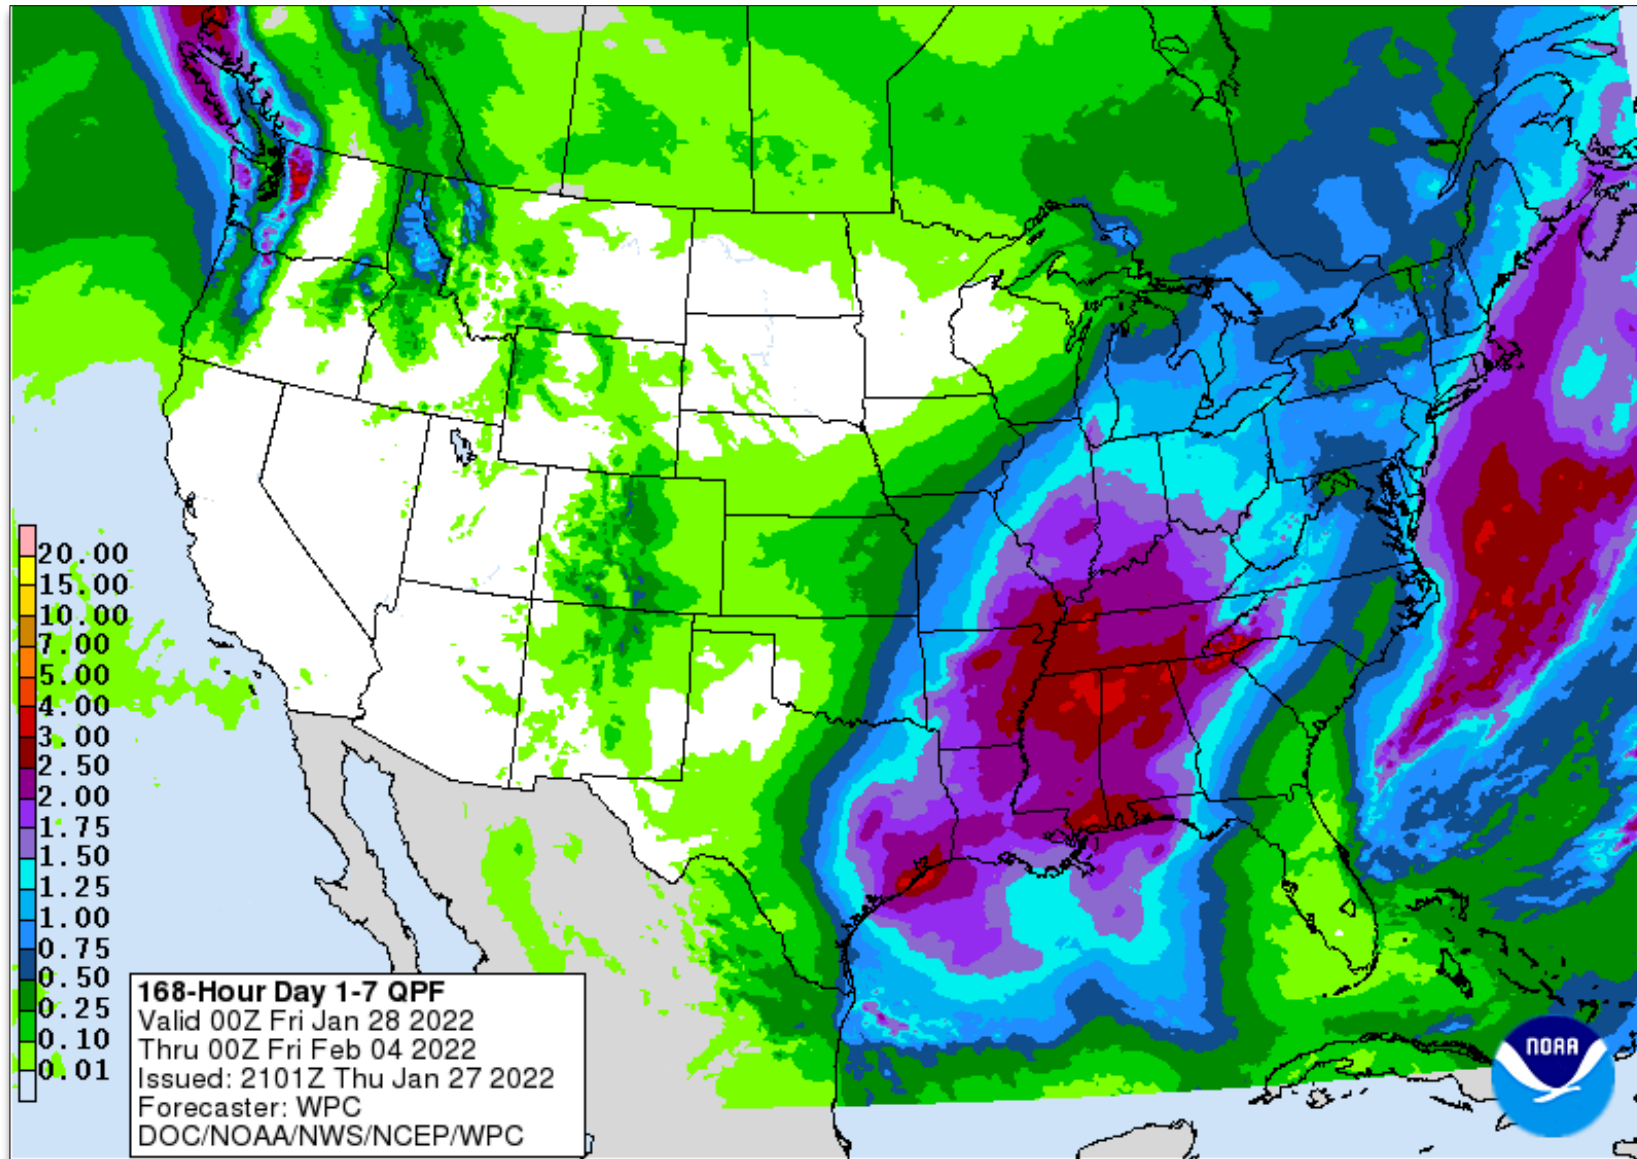 20.00
15.00
10.00
7.00
5.00
4.00
3.00
2.50
2.00
1.75
1.50
1.25
1.00
0.75
0.50
0.25
0.10
0.01
168-Hour Day 1-7 QPF
Valid 00Z Fri Jan 28 2022
Thru 00Z Fri Feb 04 2022
Issued: 2101Z Thu Jan 27 2022
Forecaster: WPC
DOC/NOAA/NWS/NCEP/WPC
NOAA